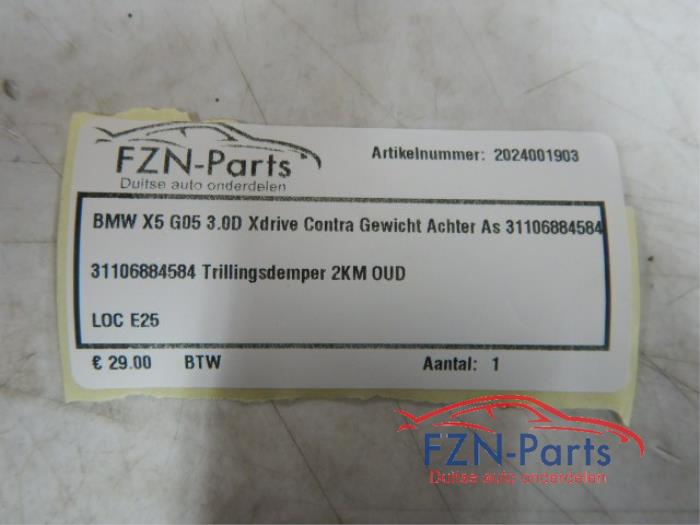 FZN-Parts
Duitse auto onderdelen
Artikelnummer: 2024001903
BMW X5 G05 3.0D Xdrive Contra Gewicht Achter As 31106884584
31106884584 Trillingsdemper 2KM OUD
LOC E25
€ 29.00 BTW Aantal: 1
FZN-Parts
Duitse auto onderdelen